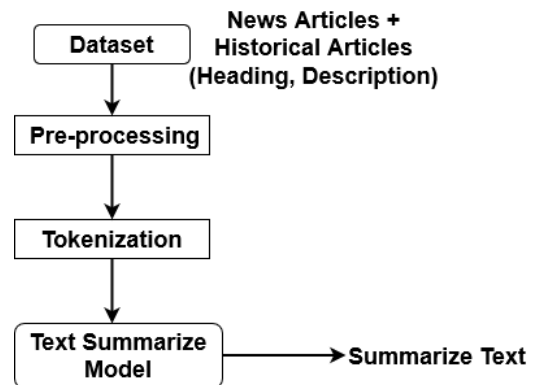 Dataset
News Articles +
Historical Articles
(Heading, Description)
Pre-processing
Tokenization
Text Summarize
Model
Summarize Text